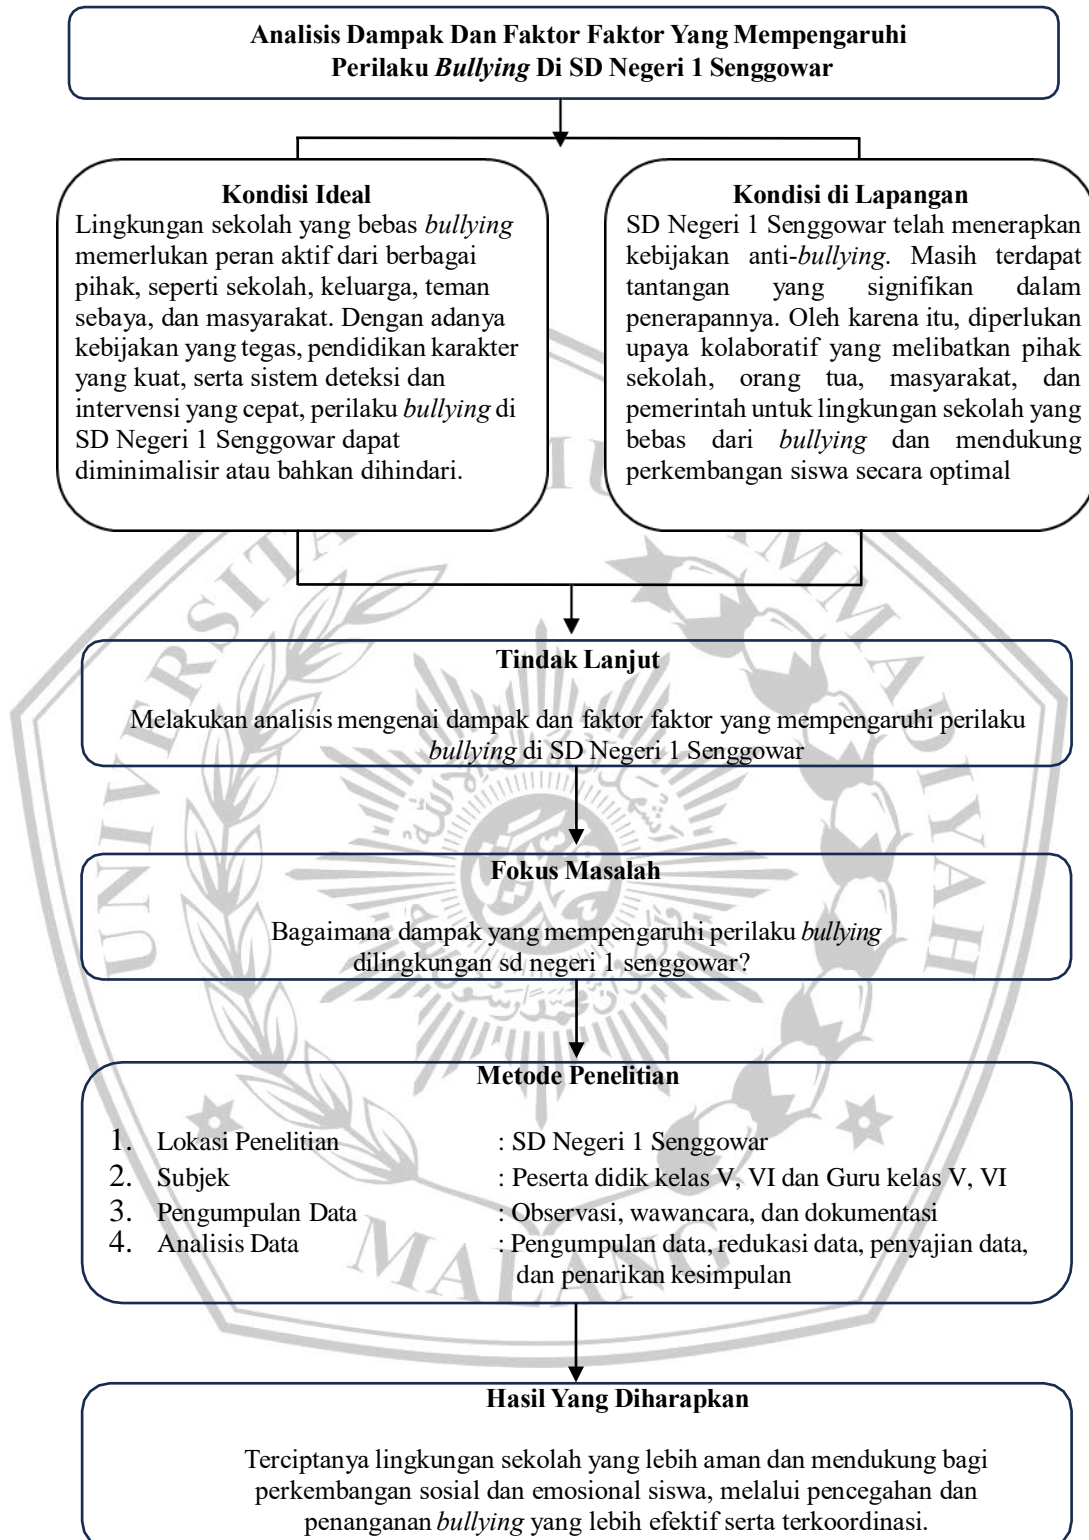 Analisis Dampak Dan Faktor Faktor Yang Mempengaruhi
Perilaku Bullying Di SD Negeri 1 Senggowar
Kondisi Ideal
Lingkungan sekolah yang bebas bullying
memerlukan peran aktif dari berbagai
pihak, seperti sekolah, keluarga, teman
sebaya, dan masyarakat. Dengan adanya
kebijakan yang tegas, pendidikan karakter
yang kuat, serta sistem deteksi dan
intervensi yang cepat, perilaku bullying di
SD Negeri 1 Senggowar dapat
diminimalisir atau bahkan dihindari.
Kondisi di Lapangan
SD Negeri 1 Senggowar telah menerapkan
kebijakan anti-bullying. Masih terdapat
tantangan yang signifikan dalam
penerapannya. Oleh karena itu, diperlukan
upaya kolaboratif yang melibatkan pihak
sekolah, orang tua, masyarakat, dan
pemerintah untuk lingkungan sekolah yang
bebas dari bullying dan mendukung
perkembangan siswa secara optimal
Tindak Lanjut
Melakukan analisis mengenai dampak dan faktor faktor yang mempengaruhi perilaku
bullying di SD Negeri 1 Senggowar
Fokus Masalah
Bagaimana dampak yang mempengaruhi perilaku bullying
dilingkungan sd negeri 1 senggowar?
Metode Penelitian
1. Lokasi Penelitian : SD Negeri 1 Senggowar
2. Subjek : Peserta didik kelas V, VI dan Guru kelas V, VI
3. Pengumpulan Data : Observasi, wawancara, dan dokumentasi
4. Analisis Data : Pengumpulan data, redukasi data, penyajian data,
dan penarikan kesimpulan
Hasil Yang Diharapkan
Terciptanya lingkungan sekolah yang lebih aman dan mendukung bagi
perkembangan sosial dan emosional siswa, melalui pencegahan dan
penanganan bullying yang lebih efektif serta terkoordinasi.
MALANG